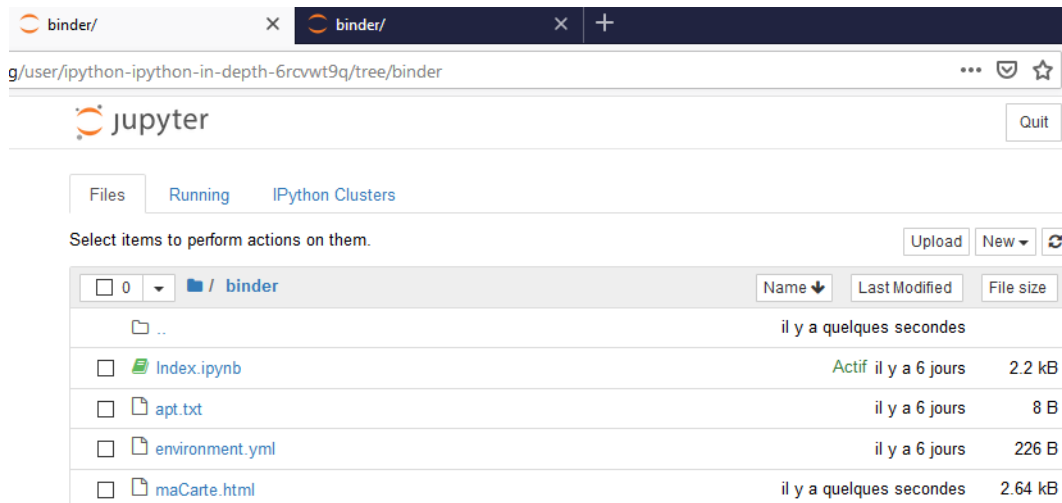 binder/ binder/
g/user/ipython-ipython-in-depth-6rcvwt9q/tree/binder
jupyter Quit
Files Running IPython Clusters
Select items to perform actions on them. Upload New
0 / binder Name Last Modified File size
.. il y a quelques secondes
Index.ipynb Actif il y a 6 jours 2.2 kB
apt.txt il y a 6 jours 8 B
environment.yml il y a 6 jours 226 B
maCarte.html il y a quelques secondes 2.64 kB